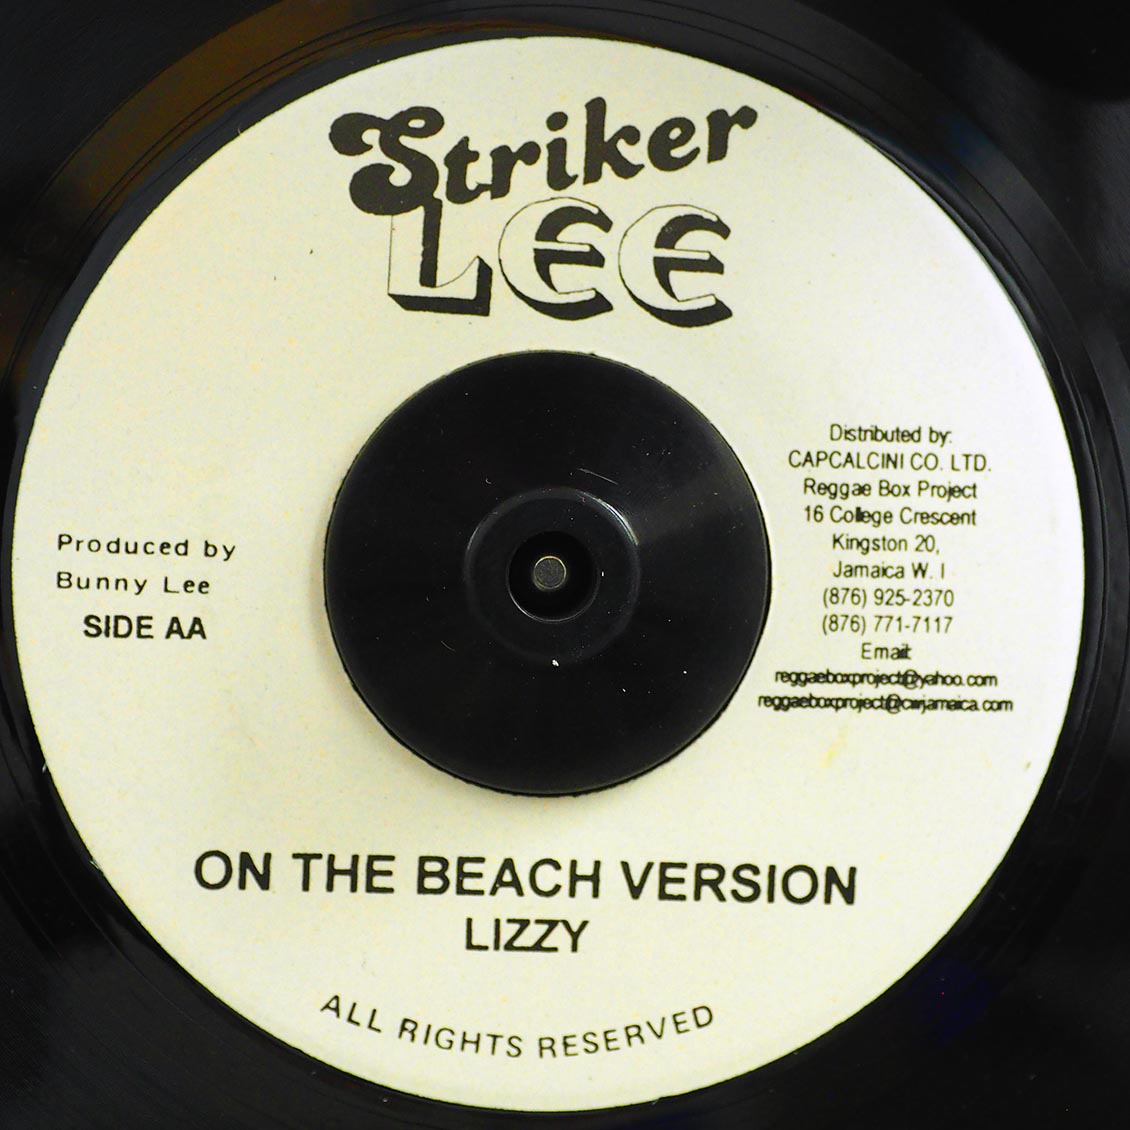 Striker
LEE
Produced by
Bunny Lee
SIDE AA
Distributed by:
CAPCALCINI CO. LTD.
Reggae Box Project
16 College Crescent
Kingston 20,
Jamaica W. I
(876) 925-2370
(876) 771-7117
Email:
reggaeboxproject@yahoo.com
reggaeboxproject@cwjamaica.com
ON THE BEACH VERSION
LIZZY
ALL RIGHTS RESERVED